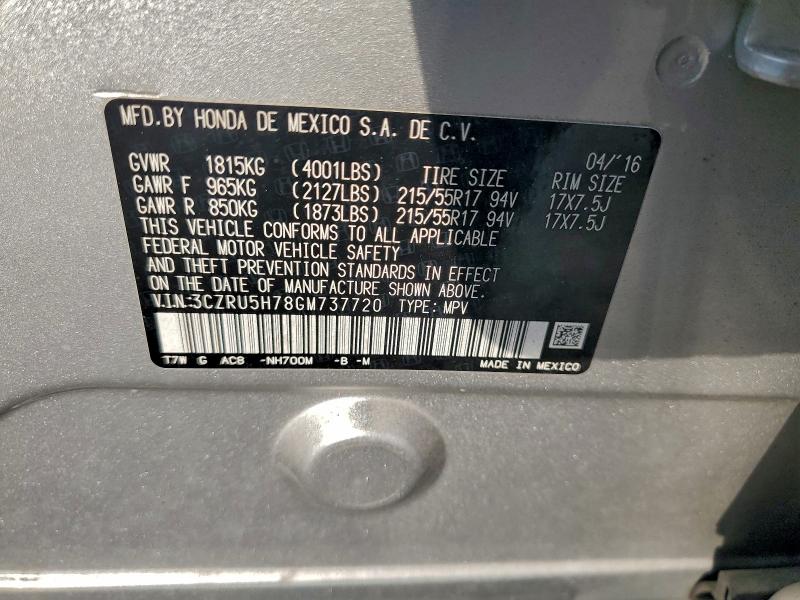 MFD.BY HONDA DE MEXICO S.A. DE C.V.
04/'16
GVWR 1815KG (4001LBS) TIRE SIZE RIM SIZE
GAWR F 965KG (2127LBS) 215/55R17 94V 17X7.5J
GAWR R 850KG (1873LBS) 215/55R17 94V 17X7.5J
THIS VEHICLE CONFORMS TO ALL APPLICABLE
FEDERAL MOTOR VEHICLE SAFETY
AND THEFT PREVENTION STANDARDS IN EFFECT
ON THE DATE OF MANUFACTURE SHOWN ABOVE.
V.I.N:3CZRU5H78GM737720 TYPE: MPV
T7W G AC8 -NH700M -B -M MADE IN MEXICO